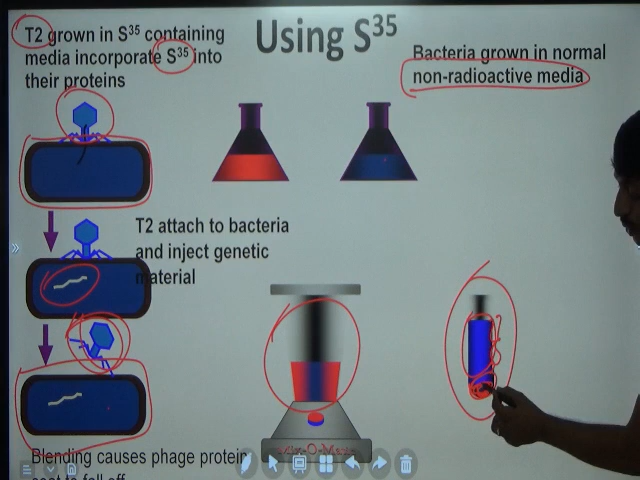 Using S35
T2 grown in S35 containing
media incorporate S35 into
their proteins
Bacteria grown in normal
non-radioactive media
T2 attach to bacteria
and inject genetic
material
Blending causes phage protein